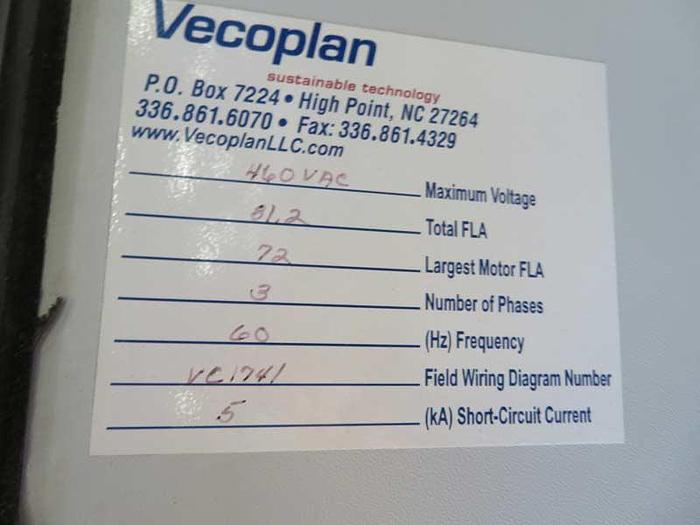 Vecoplan
sustainable technology
P.O. Box 7224 • High Point, NC 27264
336.861.6070 • Fax: 336.861.4329
www.VecoplanLLC.com
460 VAC Maximum Voltage
81.2 Total FLA
72 Largest Motor FLA
3 Number of Phases
60 (Hz) Frequency
VC1741 Field Wiring Diagram Number
5 (kA) Short-Circuit Current